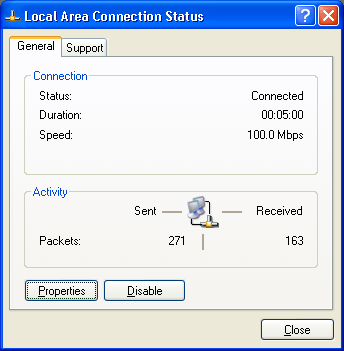 Local Area Connection Status
General Support
Connection
Status: Connected
Duration: 00:05:00
Speed: 100.0 Mbps
Activity
Sent Received
Packets: 271 163
Properties Disable
Close